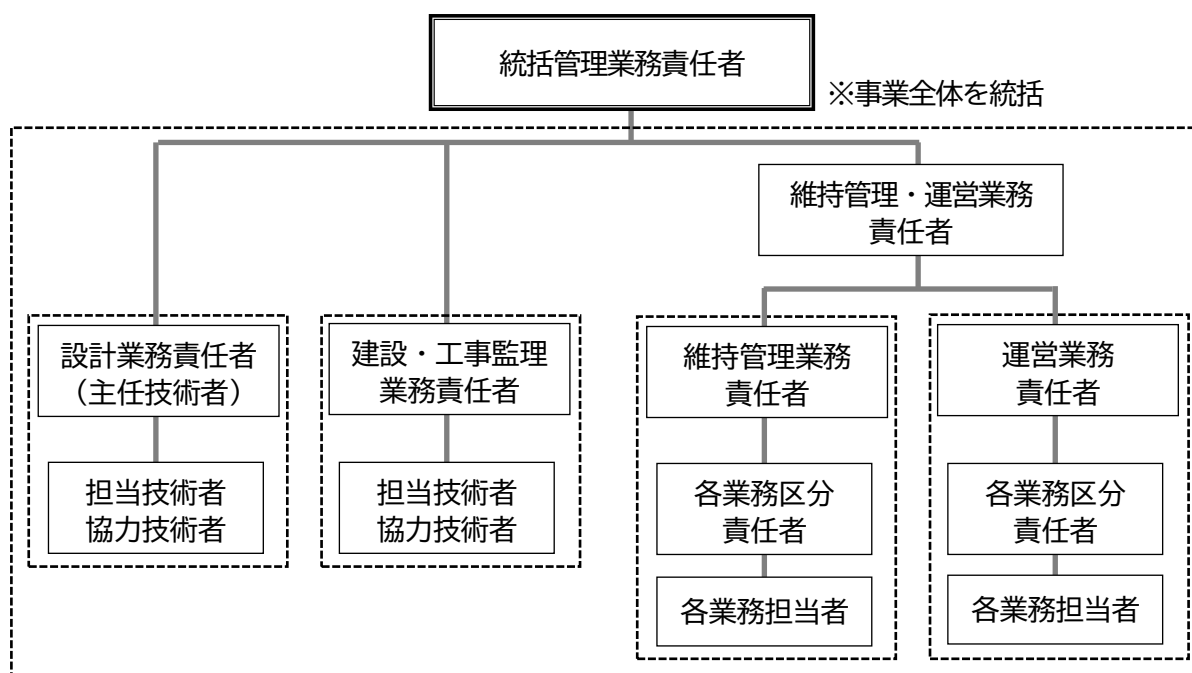 統括管理業務責任者
※事業全体を統括
維持管理・運営業務
責任者
設計業務責任者
（主任技術者）
建設・工事監理
業務責任者
維持管理業務
責任者
運営業務
責任者
担当技術者
協力技術者
担当技術者
協力技術者
各業務区分
責任者
各業務区分
責任者
各業務担当者
各業務担当者